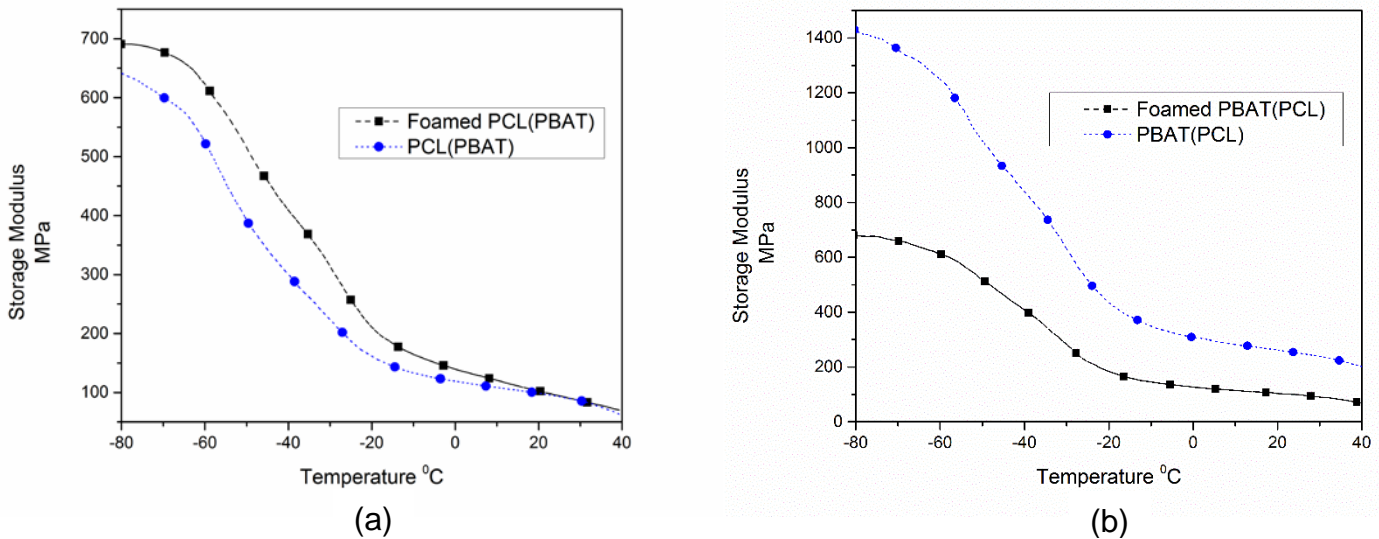 700
600
500
400
300
200
100
Storage Modulus
MPa
Foamed PCL(PBAT)
PCL(PBAT)
-80 -60 -40 -20 0 20 40
Temperature ⁰C
(a)
1400
1200
1000
800
600
400
200
0
Storage Modulus
MPa
Foamed PBAT(PCL)
PBAT(PCL)
-80 -60 -40 -20 0 20 40
Temperature ⁰C
(b)